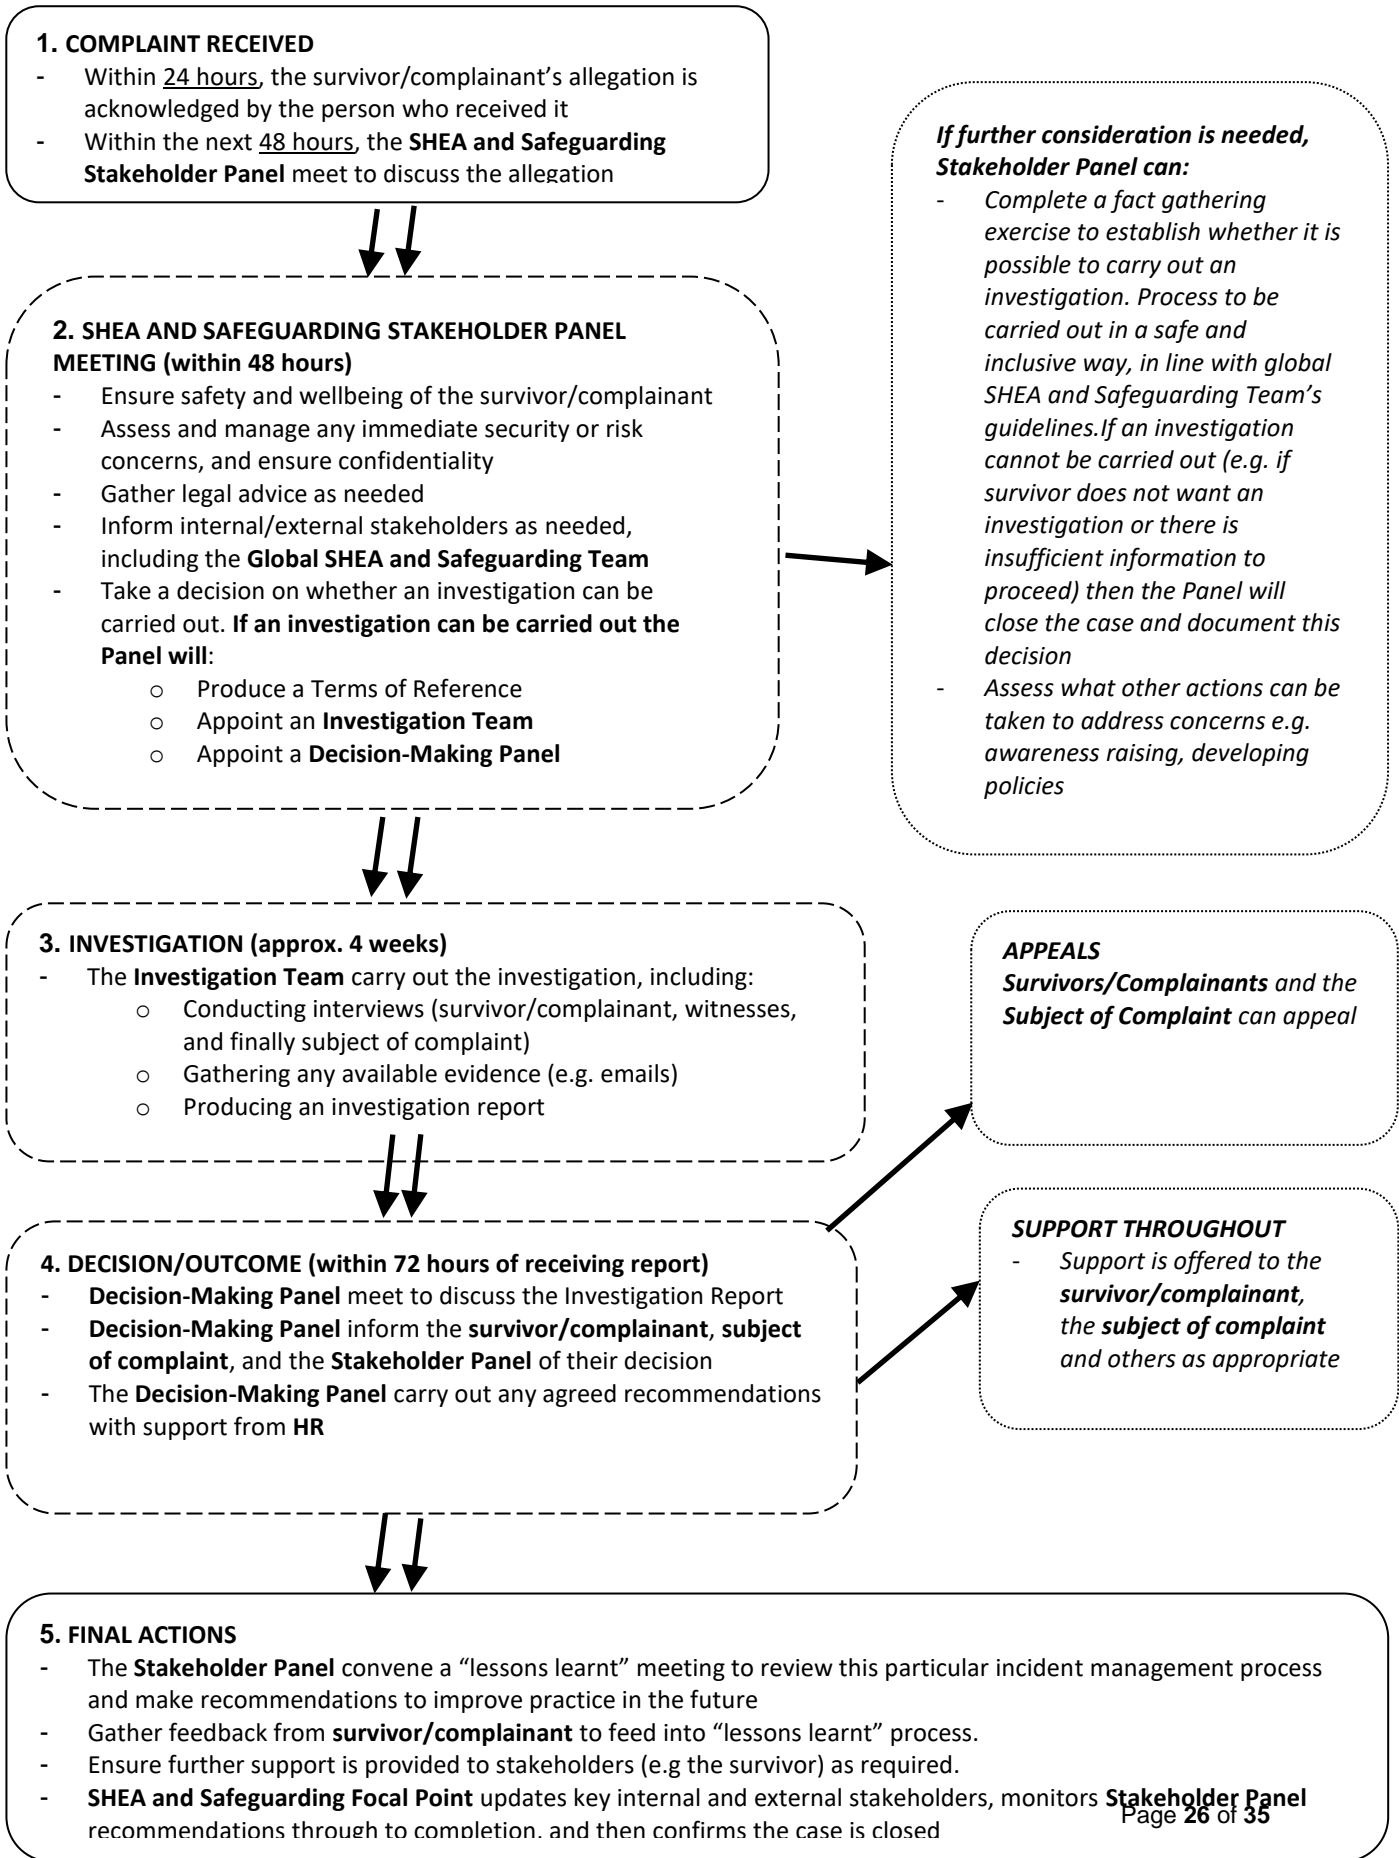 1. COMPLAINT RECEIVED
- Within 24 hours, the survivor/complainant's allegation is
acknowledged by the person who received it
- Within the next 48 hours, the SHEA and Safeguarding
Stakeholder Panel meet to discuss the allegation
2. SHEA AND SAFEGUARDING STAKEHOLDER PANEL
MEETING (within 48 hours)
- Ensure safety and wellbeing of the survivor/complainant
- Assess and manage any immediate security or risk
concerns, and ensure confidentiality
- Gather legal advice as needed
- Inform internal/external stakeholders as needed,
including the Global SHEA and Safeguarding Team
- Take a decision on whether an investigation can be
carried out. If an investigation can be carried out the
Panel will:
o Produce a Terms of Reference
o Appoint an Investigation Team
o Appoint a Decision-Making Panel
If further consideration is needed,
Stakeholder Panel can:
- Complete a fact gathering
exercise to establish whether it is
possible to carry out an
investigation. Process to be
carried out in a safe and
inclusive way, in line with global
SHEA and Safeguarding Team's
guidelines.If an investigation
cannot be carried out (e.g. if
survivor does not want an
investigation or there is
insufficient information to
proceed) then the Panel will
close the case and document this
decision
- Assess what other actions can be
taken to address concerns e.g.
awareness raising, developing
policies
3. INVESTIGATION (approx. 4 weeks)
- The Investigation Team carry out the investigation, including:
o Conducting interviews (survivor/complainant, witnesses,
and finally subject of complaint)
o Gathering any available evidence (e.g. emails)
o Producing an investigation report
APPEALS
Survivors/Complainants and the
Subject of Complaint can appeal
4. DECISION/OUTCOME (within 72 hours of receiving report)
- Decision-Making Panel meet to discuss the Investigation Report
- Decision-Making Panel inform the survivor/complainant, subject
of complaint, and the Stakeholder Panel of their decision
- The Decision-Making Panel carry out any agreed recommendations
with support from HR
SUPPORT THROUGHOUT
- Support is offered to the
survivor/complainant,
the subject of complaint
and others as appropriate
5. FINAL ACTIONS
- The Stakeholder Panel convene a "lessons learnt" meeting to review this particular incident management process
and make recommendations to improve practice in the future
- Gather feedback from survivor/complainant to feed into "lessons learnt" process.
- Ensure further support is provided to stakeholders (e.g the survivor) as required.
- SHEA and Safeguarding Focal Point updates key internal and external stakeholders, monitors Stakeholder Panel
recommendations through to completion, and then confirms the case is closed
Page 26 of 35